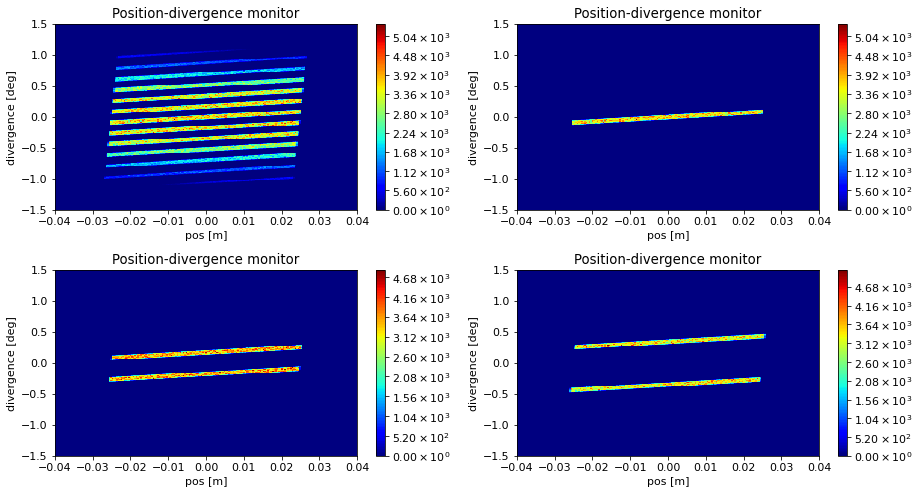 Position-divergence monitor
divergence [deg]
1.5
1.0
0.5
0.0
−0.5
−1.0
−1.5
−0.04 −0.03 −0.02 −0.01 0.00 0.01 0.02 0.03 0.04
pos [m]
5.04 × 10³
4.48 × 10³
3.92 × 10³
3.36 × 10³
2.80 × 10³
2.24 × 10³
1.68 × 10³
1.12 × 10³
5.60 × 10²
0.00 × 10⁰
Position-divergence monitor
divergence [deg]
1.5
1.0
0.5
0.0
−0.5
−1.0
−1.5
−0.04 −0.03 −0.02 −0.01 0.00 0.01 0.02 0.03 0.04
pos [m]
5.04 × 10³
4.48 × 10³
3.92 × 10³
3.36 × 10³
2.80 × 10³
2.24 × 10³
1.68 × 10³
1.12 × 10³
5.60 × 10²
0.00 × 10⁰
Position-divergence monitor
divergence [deg]
1.5
1.0
0.5
0.0
−0.5
−1.0
−1.5
−0.04 −0.03 −0.02 −0.01 0.00 0.01 0.02 0.03 0.04
pos [m]
4.68 × 10³
4.16 × 10³
3.64 × 10³
3.12 × 10³
2.60 × 10³
2.08 × 10³
1.56 × 10³
1.04 × 10³
5.20 × 10²
0.00 × 10⁰
Position-divergence monitor
divergence [deg]
1.5
1.0
0.5
0.0
−0.5
−1.0
−1.5
−0.04 −0.03 −0.02 −0.01 0.00 0.01 0.02 0.03 0.04
pos [m]
4.68 × 10³
4.16 × 10³
3.64 × 10³
3.12 × 10³
2.60 × 10³
2.08 × 10³
1.56 × 10³
1.04 × 10³
5.20 × 10²
0.00 × 10⁰